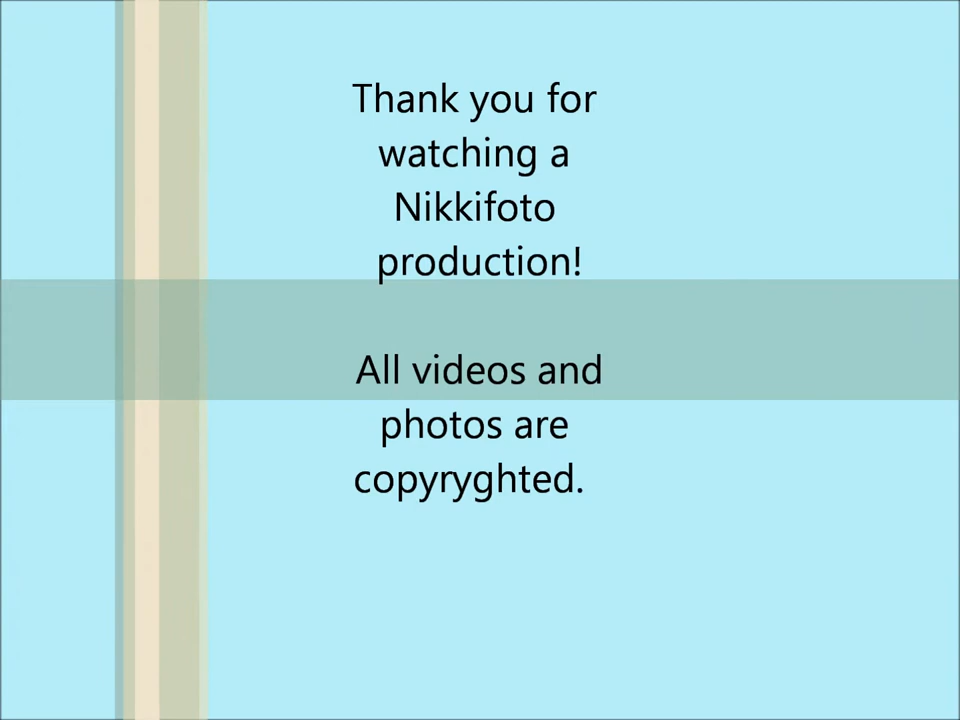 Thank you for
watching a
Nikkifoto
production!
All videos and
photos are
copyryghted.